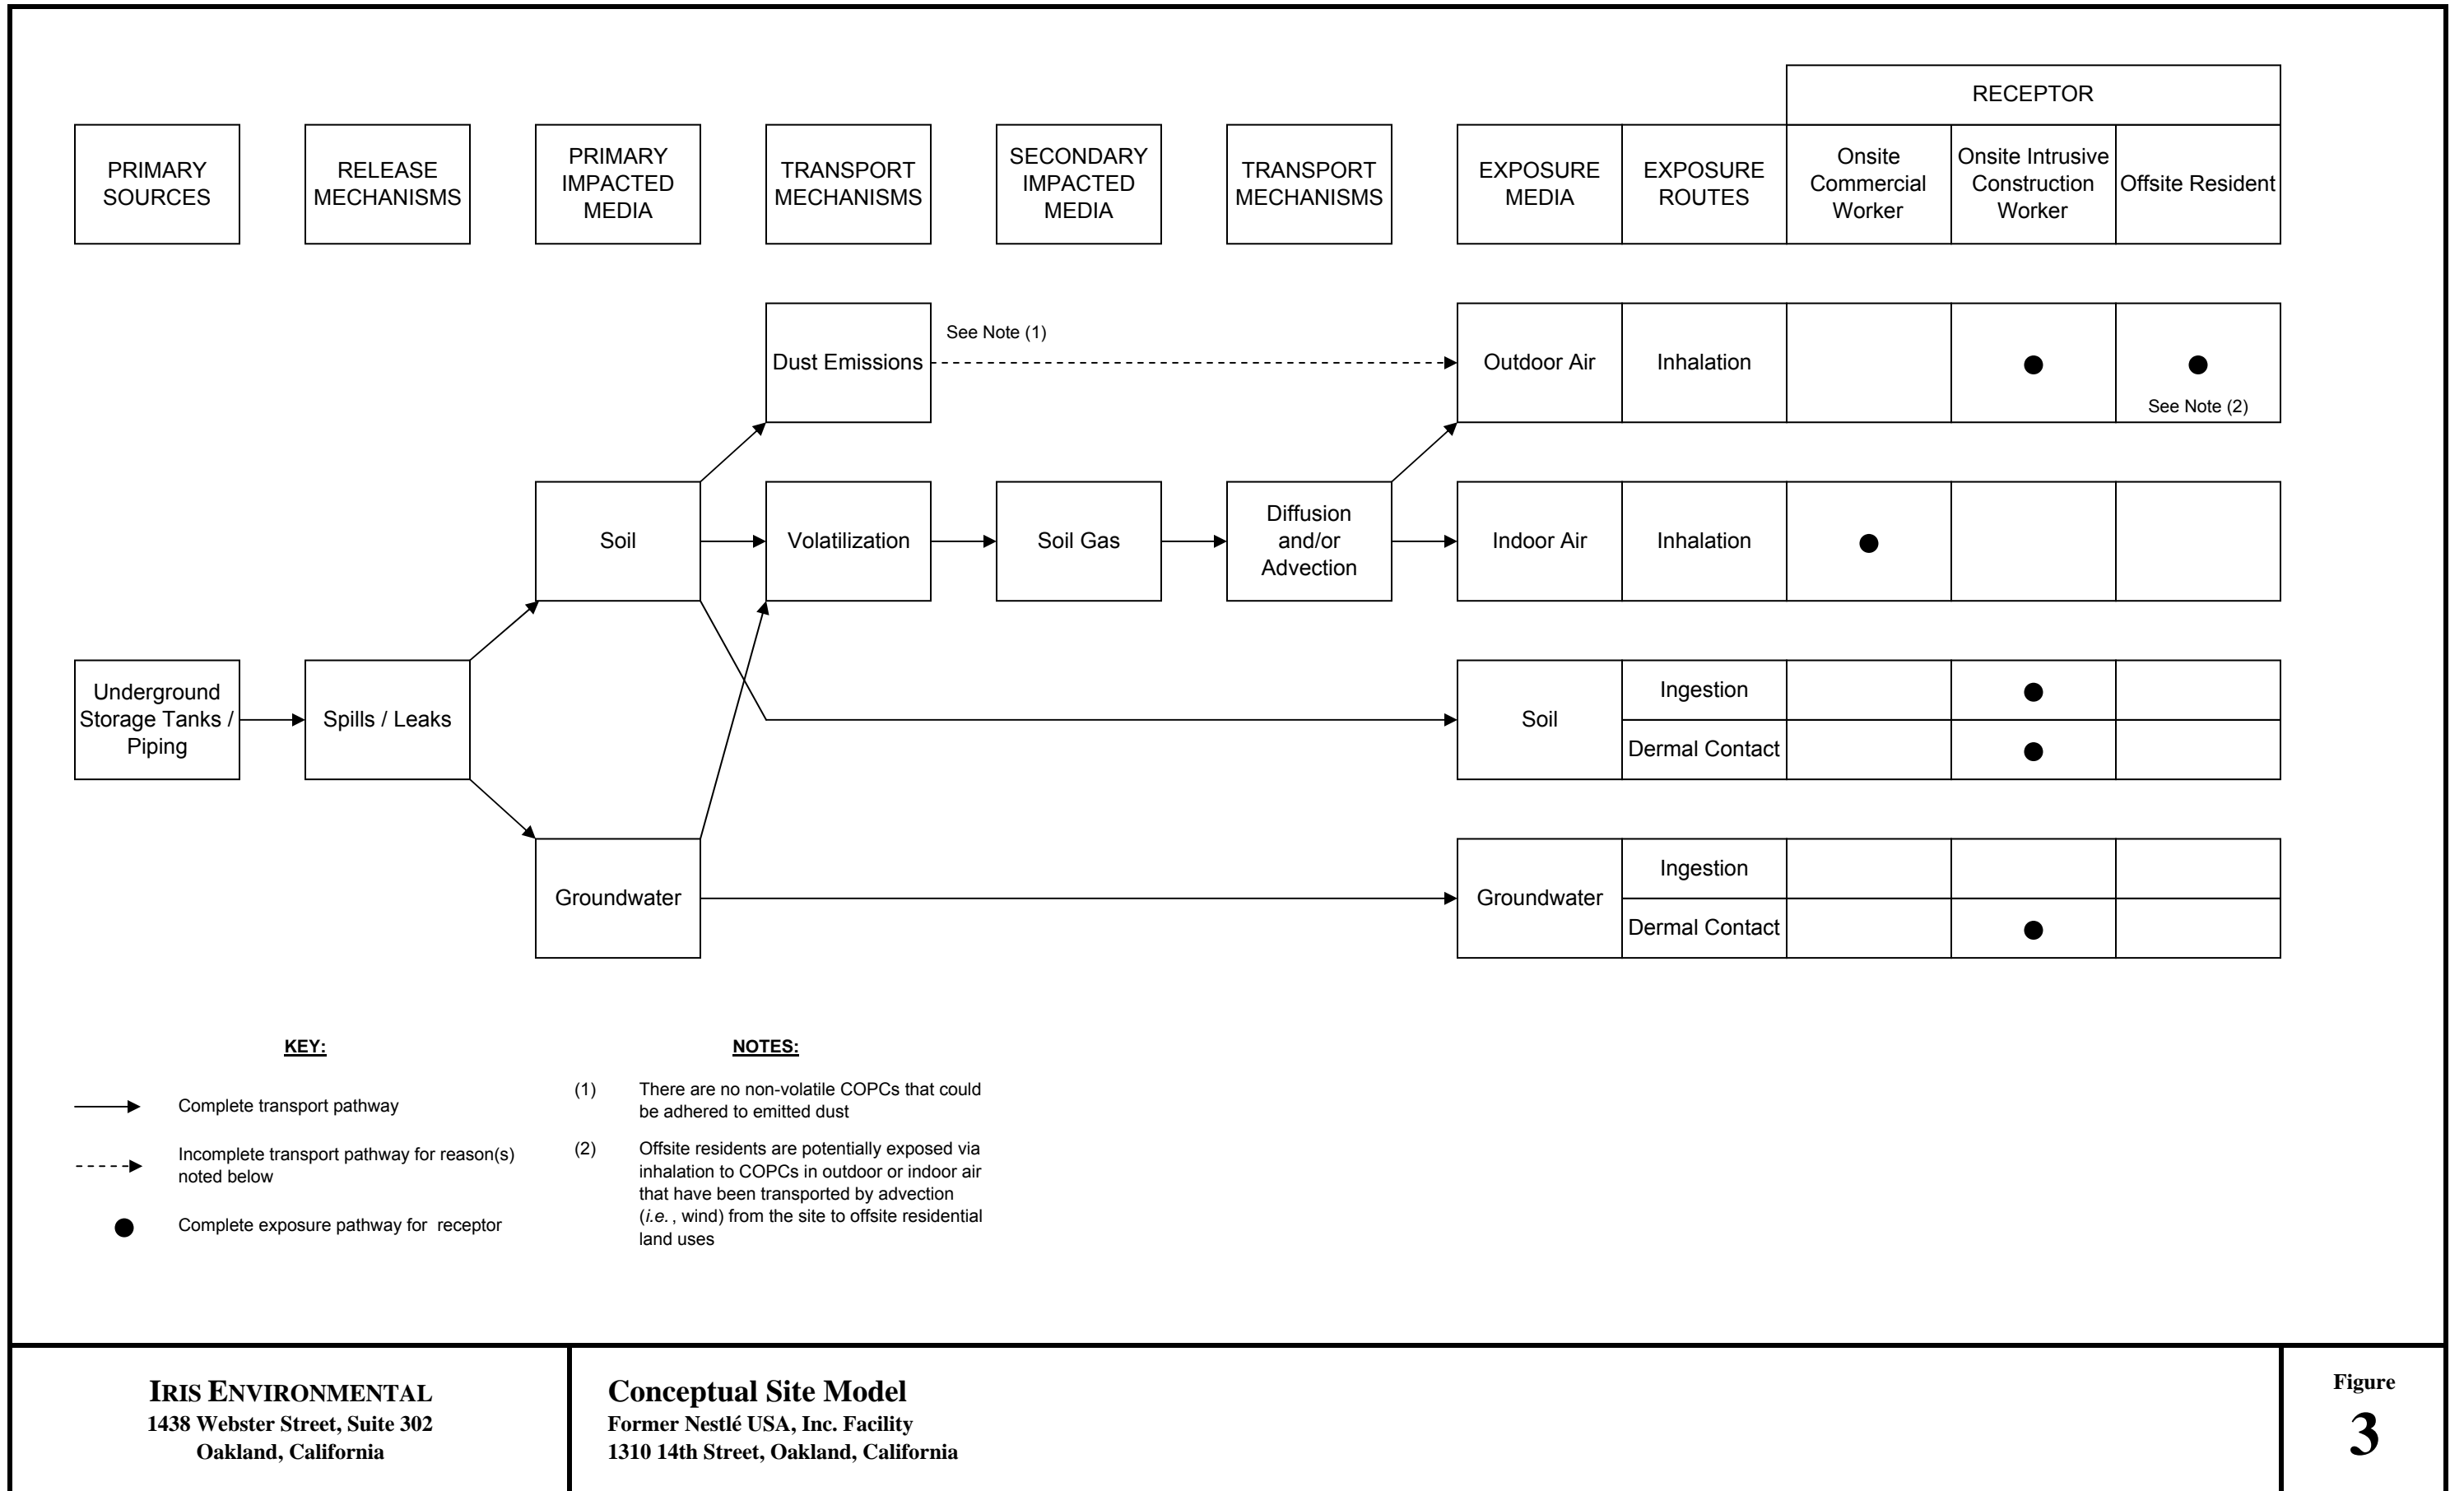 RECEPTOR
PRIMARY
SOURCES
RELEASE
MECHANISMS
PRIMARY
IMPACTED
MEDIA
TRANSPORT
MECHANISMS
SECONDARY
IMPACTED
MEDIA
TRANSPORT
MECHANISMS
EXPOSURE
MEDIA
EXPOSURE
ROUTES
Onsite
Commercial
Worker
Onsite Intrusive
Construction
Worker
Offsite Resident
Dust Emissions
See Note (1)
Outdoor Air
Inhalation
See Note (2)
Soil
Volatilization
Soil Gas
Diffusion
and/or
Advection
Indoor Air
Inhalation
Underground
Storage Tanks /
Piping
Spills / Leaks
Soil
Ingestion
Dermal Contact
Groundwater
Groundwater
Ingestion
Dermal Contact
KEY:
Complete transport pathway
Incomplete transport pathway for reason(s)
noted below
Complete exposure pathway for receptor
NOTES:
(1) There are no non-volatile COPCs that could
be adhered to emitted dust
(2) Offsite residents are potentially exposed via
inhalation to COPCs in outdoor or indoor air
that have been transported by advection
(i.e. , wind) from the site to offsite residential
land uses
IRIS ENVIRONMENTAL
1438 Webster Street, Suite 302
Oakland, California
Conceptual Site Model
Former Nestlé USA, Inc. Facility
1310 14th Street, Oakland, California
Figure
3